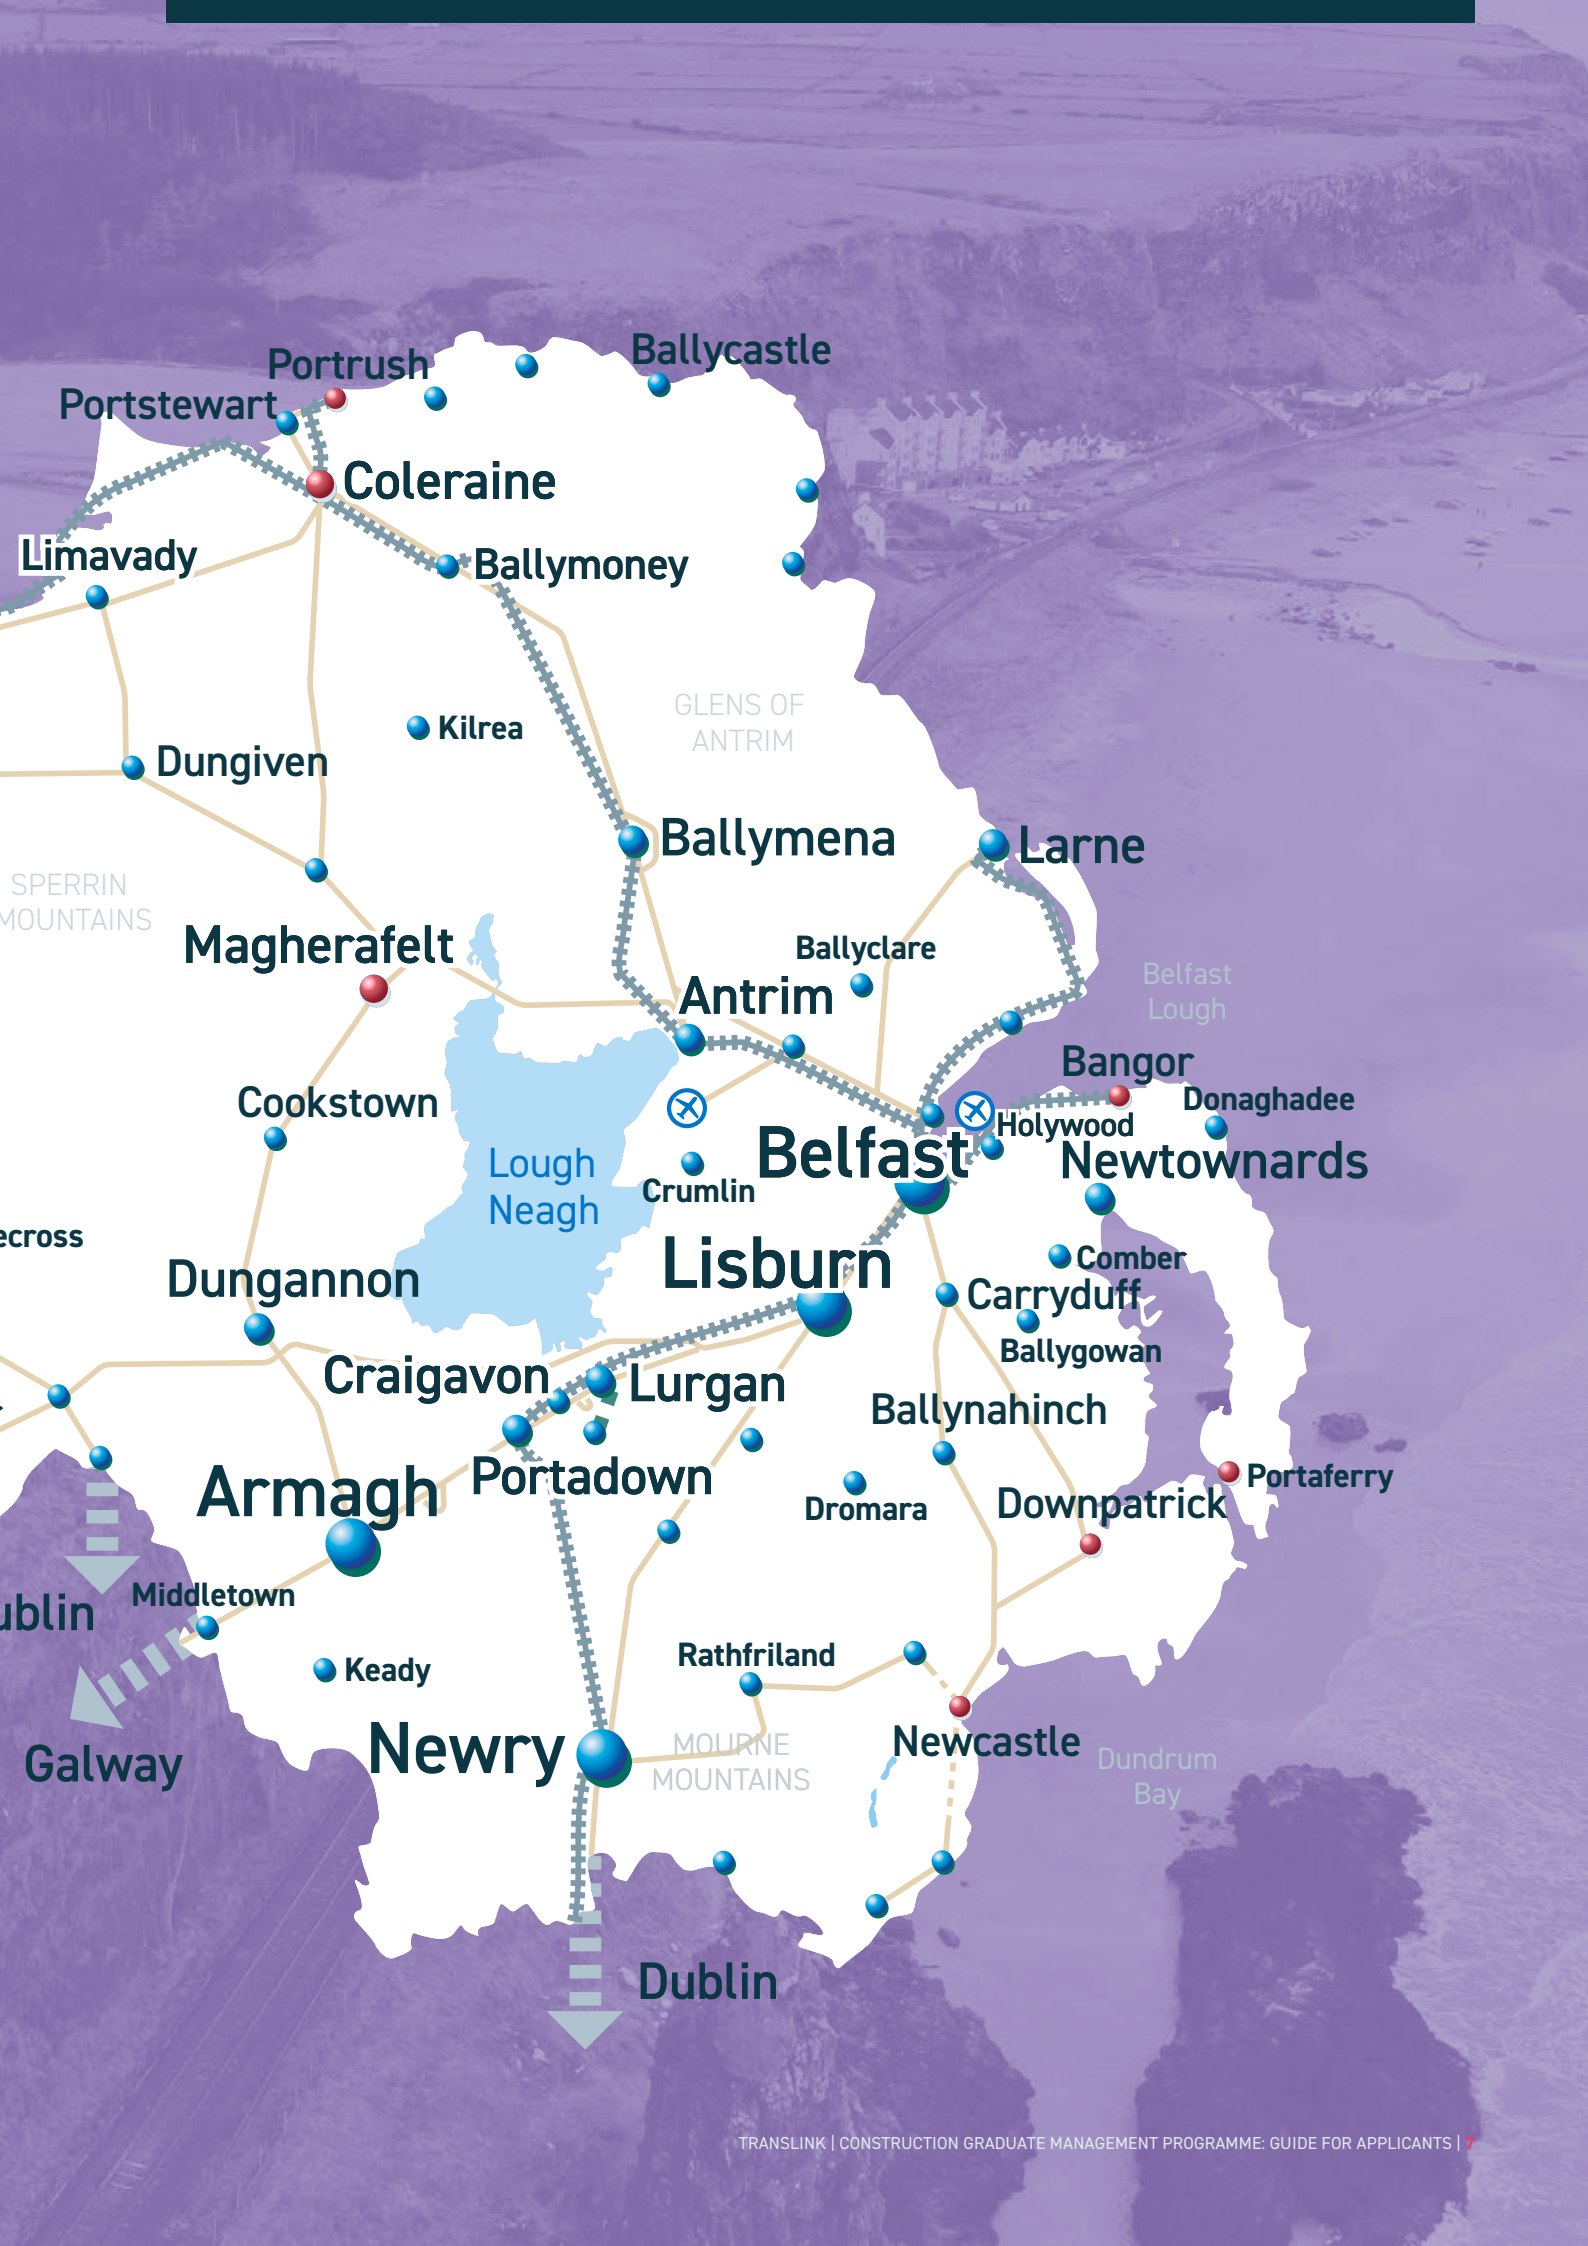 Ballycastle
Portrush
Portstewart
Coleraine
Limavady
Ballymoney
GLENS OF
ANTRIM
Kilrea
Dungiven
Ballymena
Larne
SPERRIN
MOUNTAINS
Magherafelt
Ballyclare
Antrim
Belfast
Lough
Bangor
Cookstown
Donaghadee
Holywood
Belfast
Newtownards
Lough
Neagh
Crumlin
ecross
Lisburn
Comber
Dungannon
Carryduff
Ballygowan
Craigavon
Lurgan
Ballynahinch
Portadown
Portaferry
Armagh
Dromara
Downpatrick
Middletown
ublin
Keady
Rathfriland
Newry
MOURNE
MOUNTAINS
Newcastle
Dundrum
Bay
Galway
Dublin
TRANSLINK | CONSTRUCTION GRADUATE MANAGEMENT PROGRAMME: GUIDE FOR APPLICANTS | 7